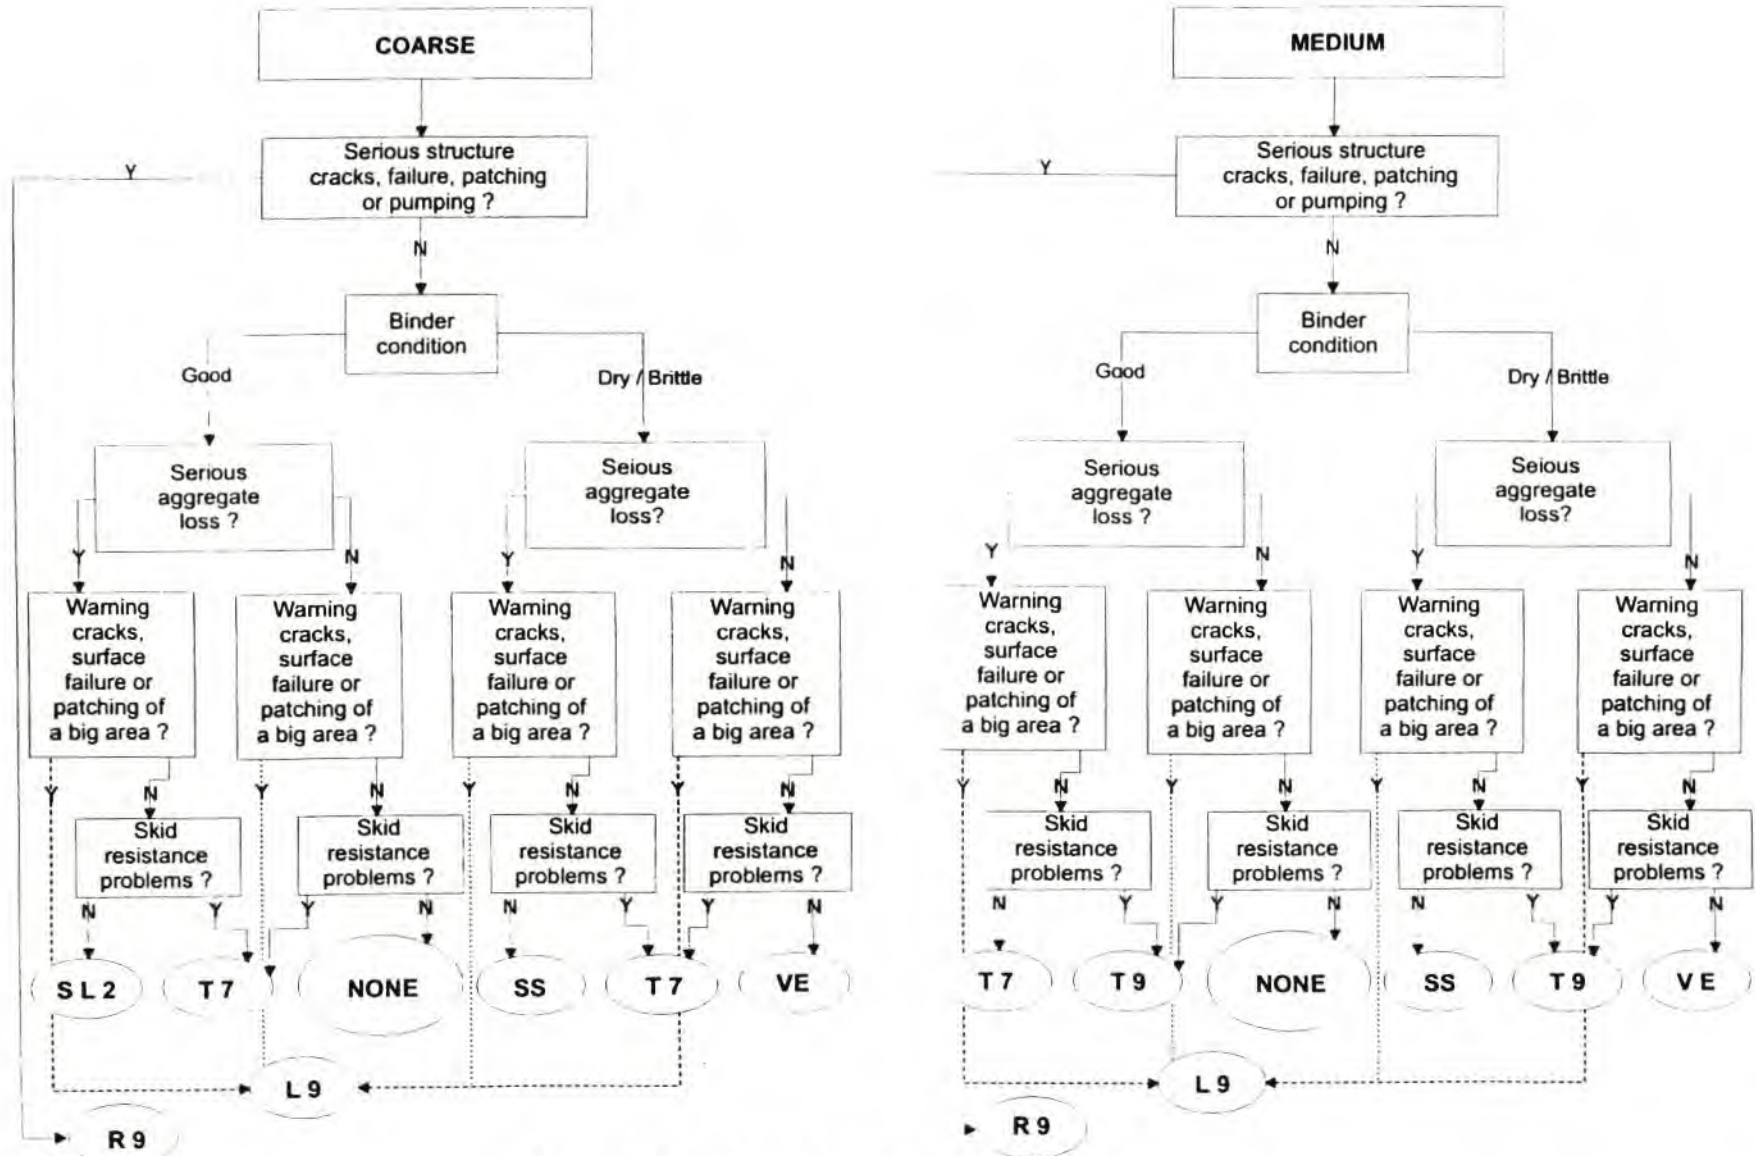 COARSE
Serious structure
cracks, failure, patching
or pumping ?
Y
N
Binder
condition
Good
Dry / Brittle
Serious
aggregate
loss ?
Seious
aggregate
loss?
Y
N
Y
N
Warning
cracks,
surface
failure or
patching of
a big area ?
Warning
cracks,
surface
failure or
patching of
a big area ?
Warning
cracks,
surface
failure or
patching of
a big area ?
Warning
cracks,
surface
failure or
patching of
a big area ?
Y
N
Y
N
Y
N
Y
N
Skid
resistance
problems ?
Skid
resistance
problems ?
Skid
resistance
problems ?
Skid
resistance
problems ?
N
Y
Y
N
N
Y
Y
N
S L 2
T 7
NONE
SS
T 7
VE
L 9
R 9
MEDIUM
Serious structure
cracks, failure, patching
or pumping ?
Y
N
Binder
condition
Good
Dry / Brittle
Serious
aggregate
loss ?
Seious
aggregate
loss?
Y
N
Y
N
Warning
cracks,
surface
failure or
patching of
a big area ?
Warning
cracks,
surface
failure or
patching of
a big area ?
Warning
cracks,
surface
failure or
patching of
a big area ?
Warning
cracks,
surface
failure or
patching of
a big area ?
Y
N
Y
N
Y
N
Y
N
Skid
resistance
problems ?
Skid
resistance
problems ?
Skid
resistance
problems ?
Skid
resistance
problems ?
N
Y
Y
N
N
Y
Y
N
T 7
T 9
NONE
SS
T 9
V E
L 9
R 9